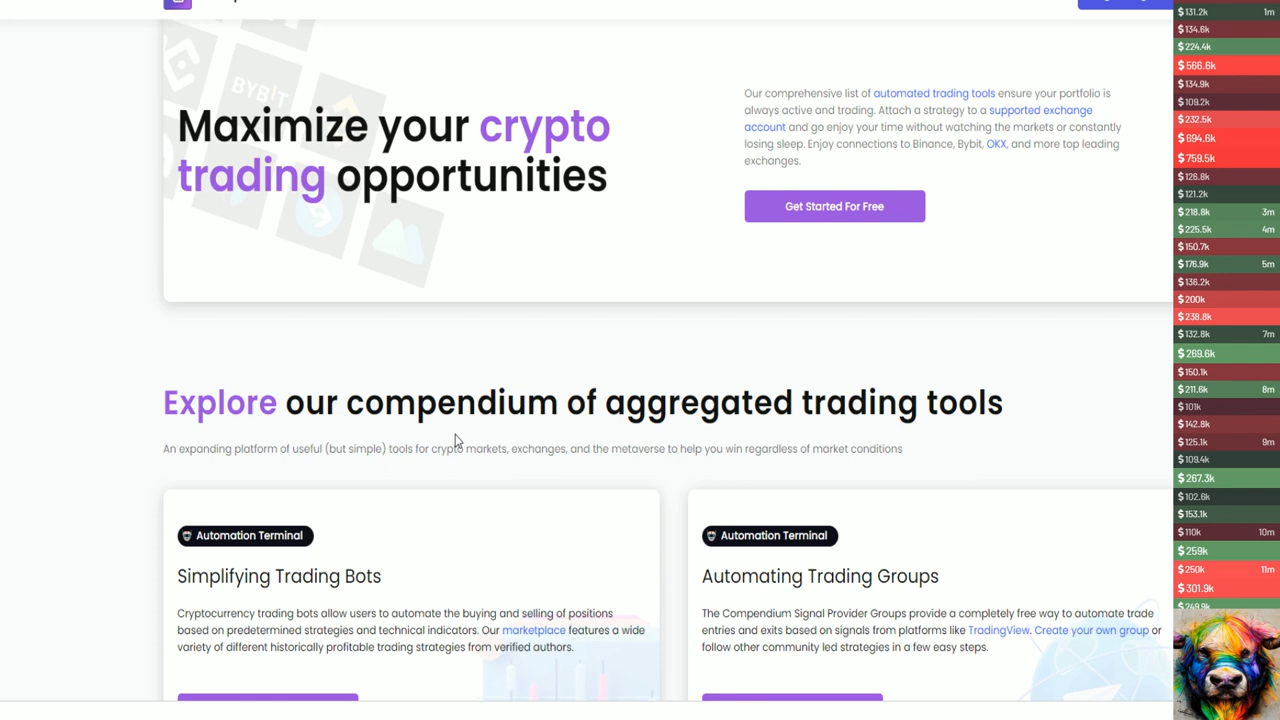 BYBIT
Maximize your crypto
trading opportunities
Our comprehensive list of automated trading tools ensure your portfolio is
always active and trading. Attach a strategy to a supported exchange
account and go enjoy your time without watching the markets or constantly
losing sleep. Enjoy connections to Binance, Bybit, OKX, and more top leading
exchanges.
Get Started For Free
Explore our compendium of aggregated trading tools
An expanding platform of useful (but simple) tools for crypto markets, exchanges, and the metaverse to help you win regardless of market conditions
Automation Terminal
Simplifying Trading Bots
Cryptocurrency trading bots allow users to automate the buying and selling of positions
based on predetermined strategies and technical indicators. Our marketplace features a wide
variety of different historically profitable trading strategies from verified authors.
Automation Terminal
Automating Trading Groups
The Compendium Signal Provider Groups provide a completely free way to automate trade
entries and exits based on signals from platforms like TradingView. Create your own group or
follow other community led strategies in a few easy steps.
$131.2k 1m
$134.6k
$224.4k
$566.6k
$134.9k
$109.2k
$232.5k
$694.6k
$759.5k
$126.8k
$121.2k
$218.8k 3m
$225.5k 4m
$150.7k
$176.9k 5m
$136.2k
$200k
$238.8k
$132.8k 7m
$269.6k
$150.1k
$211.6k 8m
$101k
$142.8k
$125.1k 9m
$109.4k
$267.3k
$102.6k
$153.1k
$110k 10m
$259k
$250k 11m
$301.9k
$249.9k